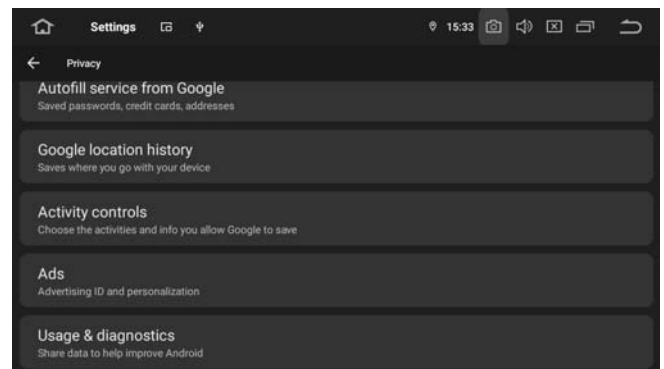 Settings
15:33
Privacy
Autofill service from Google
Saved passwords, credit cards, addresses
Google location history
Saves where you go with your device
Activity controls
Choose the activities and info you allow Google to save
Ads
Advertising ID and personalization
Usage & diagnostics
Share data to help improve Android